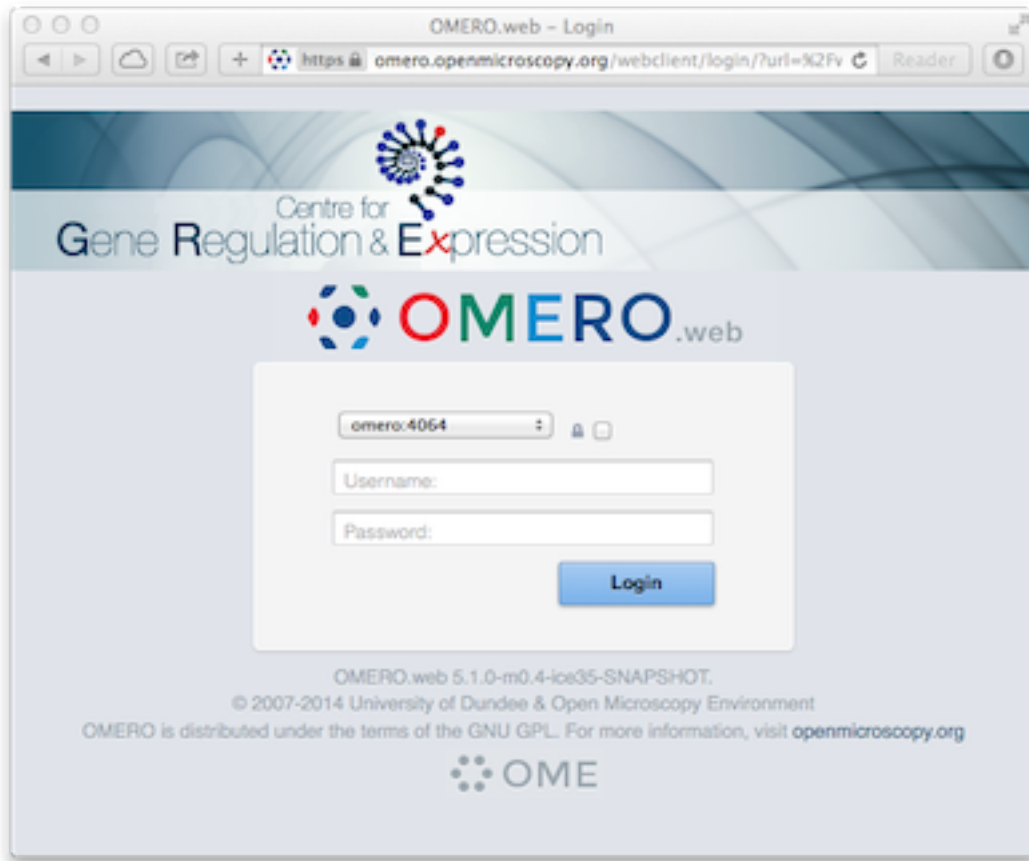 OMERO.web – Login
https omero.openmicroscopy.org/webclient/login/?url=%2Fv Reader
Centre for
Gene Regulation & Expression
OMERO.web
omero:4064
Username:
Password:
Login
OMERO.web 5.1.0-m0.4-ice35-SNAPSHOT.
© 2007-2014 University of Dundee & Open Microscopy Environment
OMERO is distributed under the terms of the GNU GPL. For more information, visit openmicroscopy.org
OME